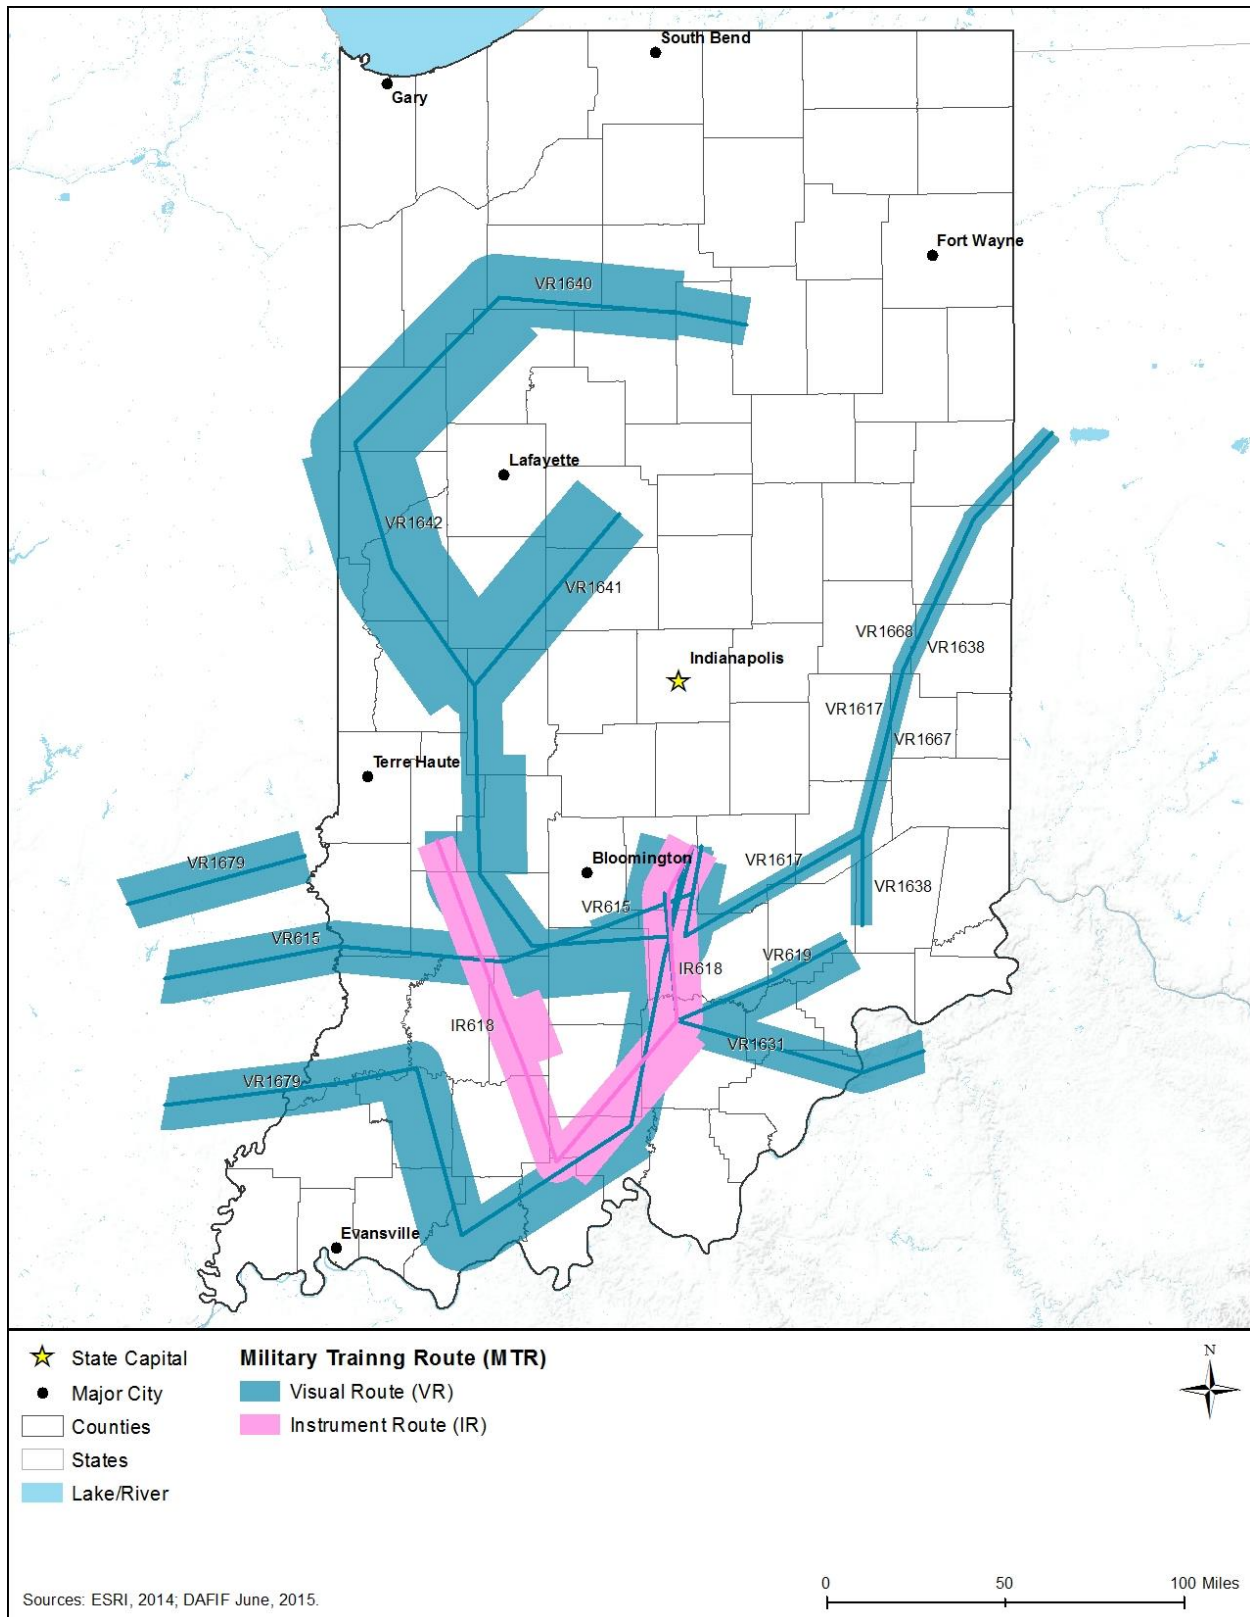 South Bend
Gary
Fort Wayne
VR1640
Lafayette
VR1642
VR1641
VR1668
VR1638
Indianapolis
VR1617
VR1667
Terre Haute
VR1679
Bloomington
VR1617
VR1638
VR615
VR615
VR619
IR618
IR618
VR1631
VR1679
Evansville
State Capital
Major City
Counties
States
Lake/River
Military Trainng Route (MTR)
Visual Route (VR)
Instrument Route (IR)
N
Sources: ESRI, 2014; DAFIF June, 2015.
0 50 100 Miles